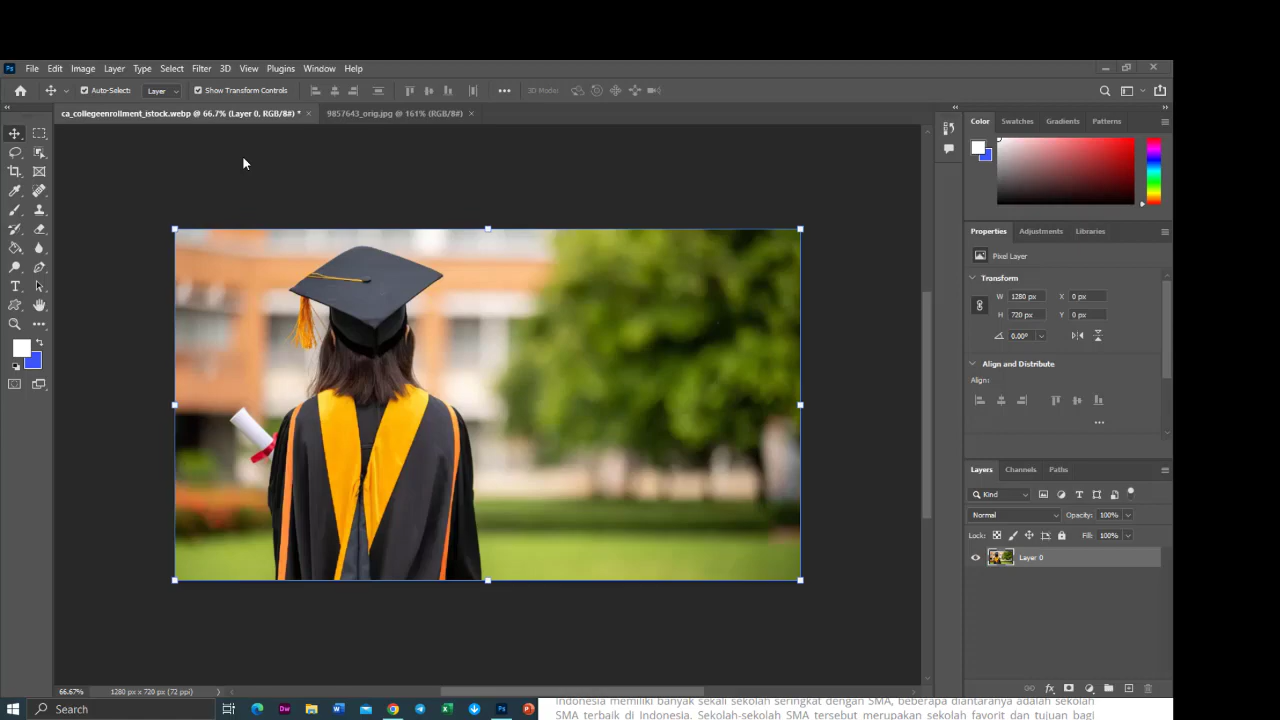 Ps File Edit Image Layer Type Select Filter 3D View Plugins Window Help
Auto-Select: Layer Show Transform Controls 3D Mode:
ca_collegeenrollment_istock.webp @ 66.7% (Layer 0, RGB/8#) * × 9857643_orig.jpg @ 161% (RGB/8#) ×
Color Swatches Gradients Patterns
Properties Adjustments Libraries
Pixel Layer
Transform
W 1280 px X 0 px
H 720 px Y 0 px
0.00°
Align and Distribute
Align:
Layers Channels Paths
Kind
Normal Opacity: 100%
Lock: Fill: 100%
Layer 0
66.67% 1280 px x 720 px (72 ppi)
Search
Indonesia memiliki banyak sekali sekolah seringkat dengan SMA, beberapa diantaranya adalah sekolah
SMA terbaik di Indonesia. Sekolah-sekolah SMA tersebut merupakan sekolah favorit dan tujuan bagi